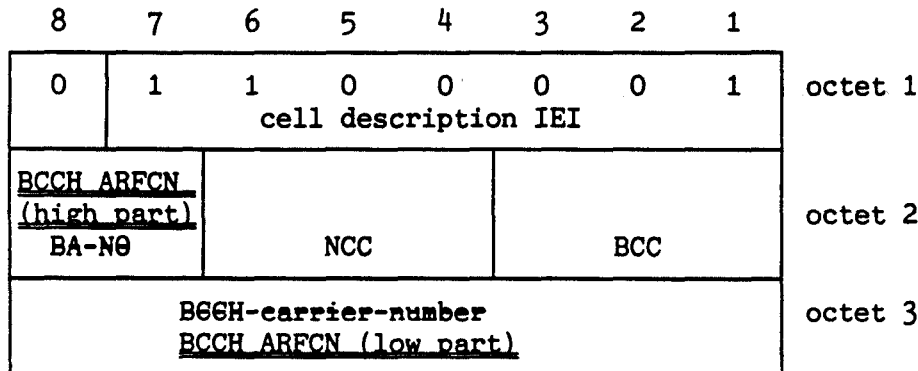 8 7 6 5 4 3 2 1
0 1 1 0 0 0 0 1 octet 1
cell description IEI
BCCH ARFCN
(high part) octet 2
BA-NO NCC BCC
BCCH-carrier-number octet 3
BCCH ARFCN (low part)